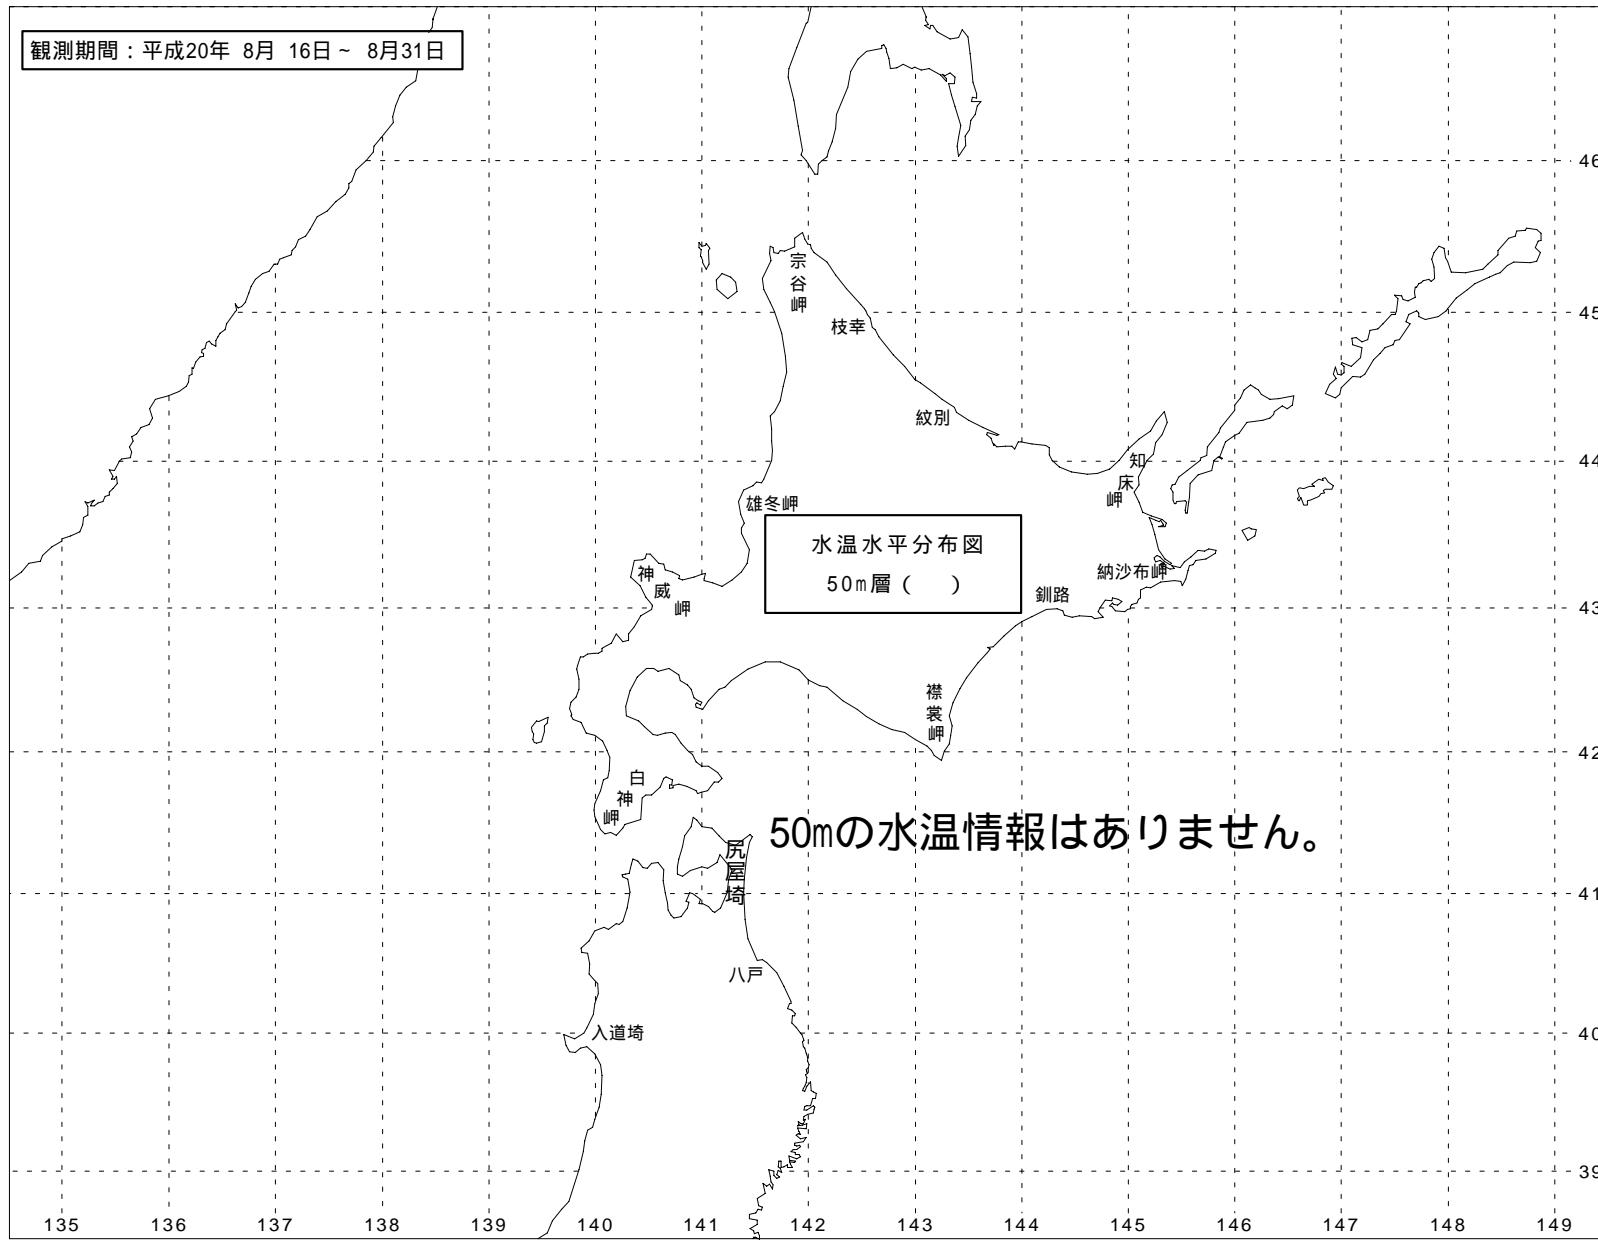 観測期間：平成20年 8月 16日～ 8月31日
46
宗谷岬
45
枝幸
紋別
44
知床岬
雄冬岬
水温水平分布図
50m層（　）
納沙布岬
神威岬
釧路
43
襟裳岬
42
白神岬
50mの水温情報はありません。
尻屋埼
41
八戸
入道埼
40
39
135 136 137 138 139 140 141 142 143 144 145 146 147 148 149